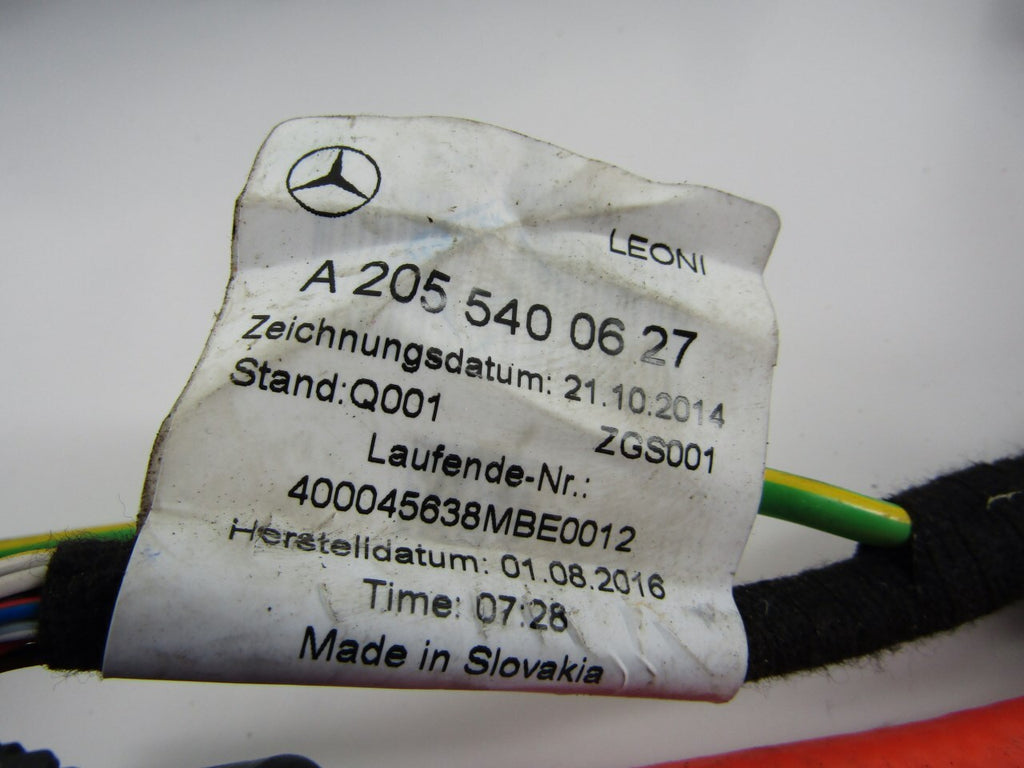 LEONI
A 205 540 06 27
Zeichnungsdatum: 21.10.2014
Stand:Q001 ZGS001
Laufende-Nr.:
400045638MBE0012
Herstelldatum: 01.08.2016
Time: 07:28
Made in Slovakia